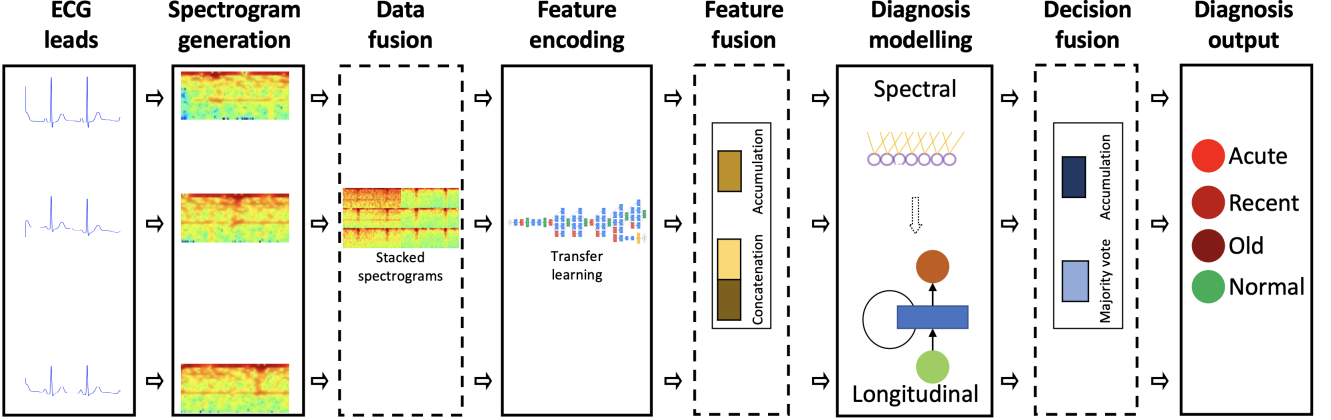 ECG
leads
Spectrogram
generation
Data
fusion
Feature
encoding
Feature
fusion
Diagnosis
modelling
Decision
fusion
Diagnosis
output
Stacked
spectrograms
Transfer
learning
Accumulation
Concatenation
Spectral
Longitudinal
Accumulation
Majority vote
Acute
Recent
Old
Normal